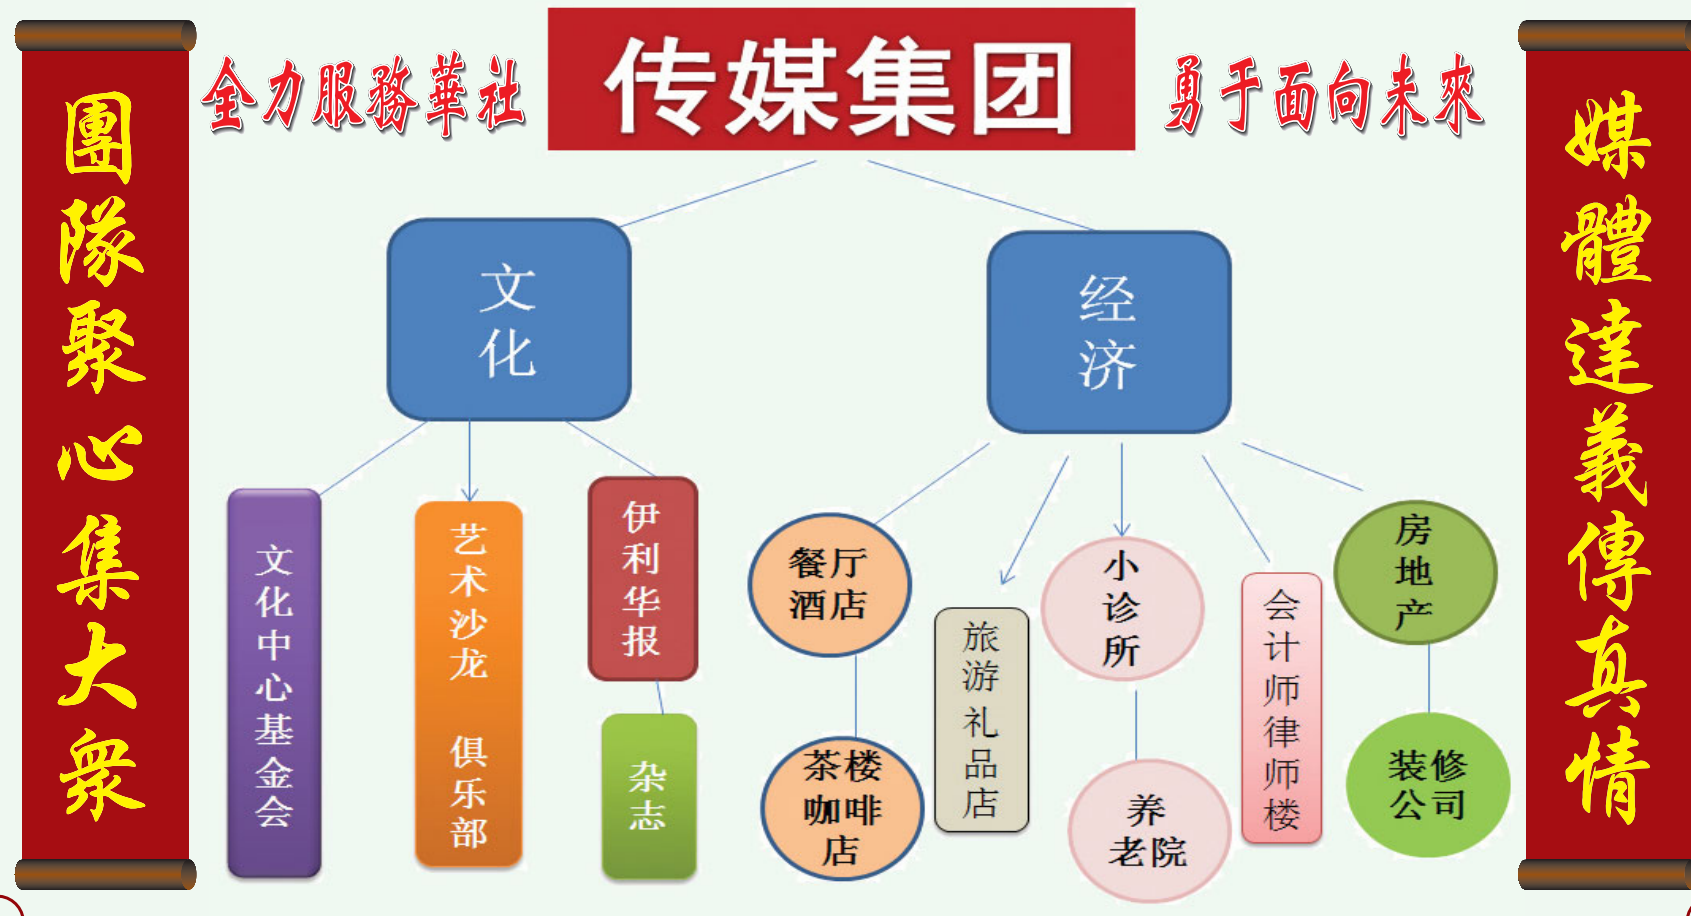 團隊聚心集大衆
全力服務華社
传媒集团
勇于面向未來
媒體達義傳真情
文化
经济
文化中心基金会
艺术沙龙 俱乐部
伊利华报
杂志
餐厅
酒店
茶楼
咖啡
店
旅游礼品店
小诊所
养
老院
会计师律师楼
房地产
装修
公司